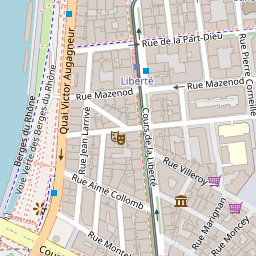 Rue de la Part-Dieu
Liberté
Rue Mazenod
Rue Mazenod
Rue Pierre Corneille
Quai Victor Augagneur
Berges du Rhône
Voie Verte des Berges du Rhône
Rue Jean Larrivé
Cours de la Liberté
Rue Villeroy
Rue Aimé Collomb
Rue Marignan
Rue Moncey
Rue Montel
Cou